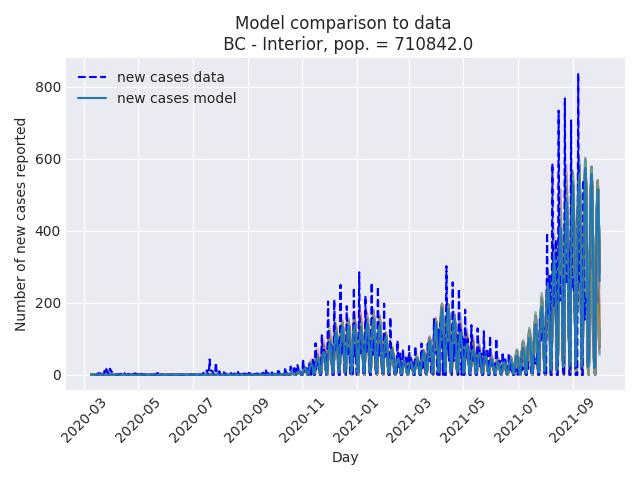 Model comparison to data
BC - Interior, pop. = 710842.0
new cases data
new cases model
Number of new cases reported
800
600
400
200
0
2020-03
2020-05
2020-07
2020-09
2020-11
2021-01
2021-03
2021-05
2021-07
2021-09
Day